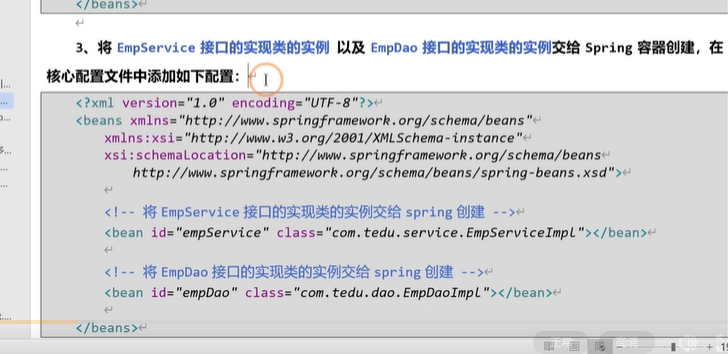 </beans>
3、将 EmpService 接口的实现类的实例 以及 EmpDao 接口的实现类的实例交给 Spring 容器创建，在
核心配置文件中添加如下配置：
<?xml version="1.0" encoding="UTF-8"?>
<beans xmlns="http://www.springframework.org/schema/beans"
xmlns:xsi="http://www.w3.org/2001/XMLSchema-instance"
xsi:schemaLocation="http://www.springframework.org/schema/beans
http://www.springframework.org/schema/beans/spring-beans.xsd">
<!-- 将 EmpService 接口的实现类的实例交给 spring 创建 -->
<bean id="empService" class="com.tedu.service.EmpServiceImpl"></bean>
<!-- 将 EmpDao 接口的实现类的实例交给 spring 创建 -->
<bean id="empDao" class="com.tedu.dao.EmpDaoImpl"></bean>
</beans>